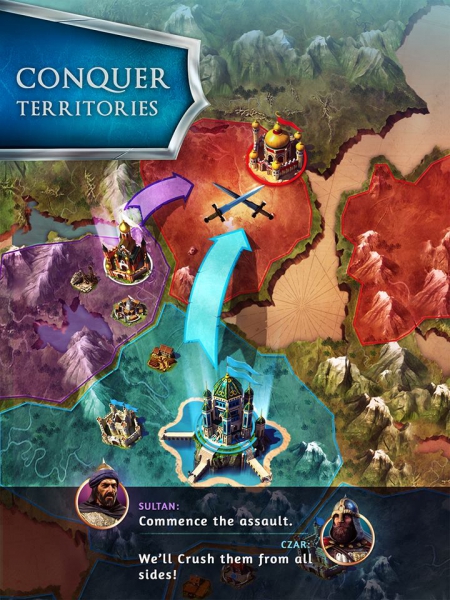 CONQUER
TERRITORIES
SULTAN:
Commence the assault.
CZAR:
We'll Crush them from all
sides!